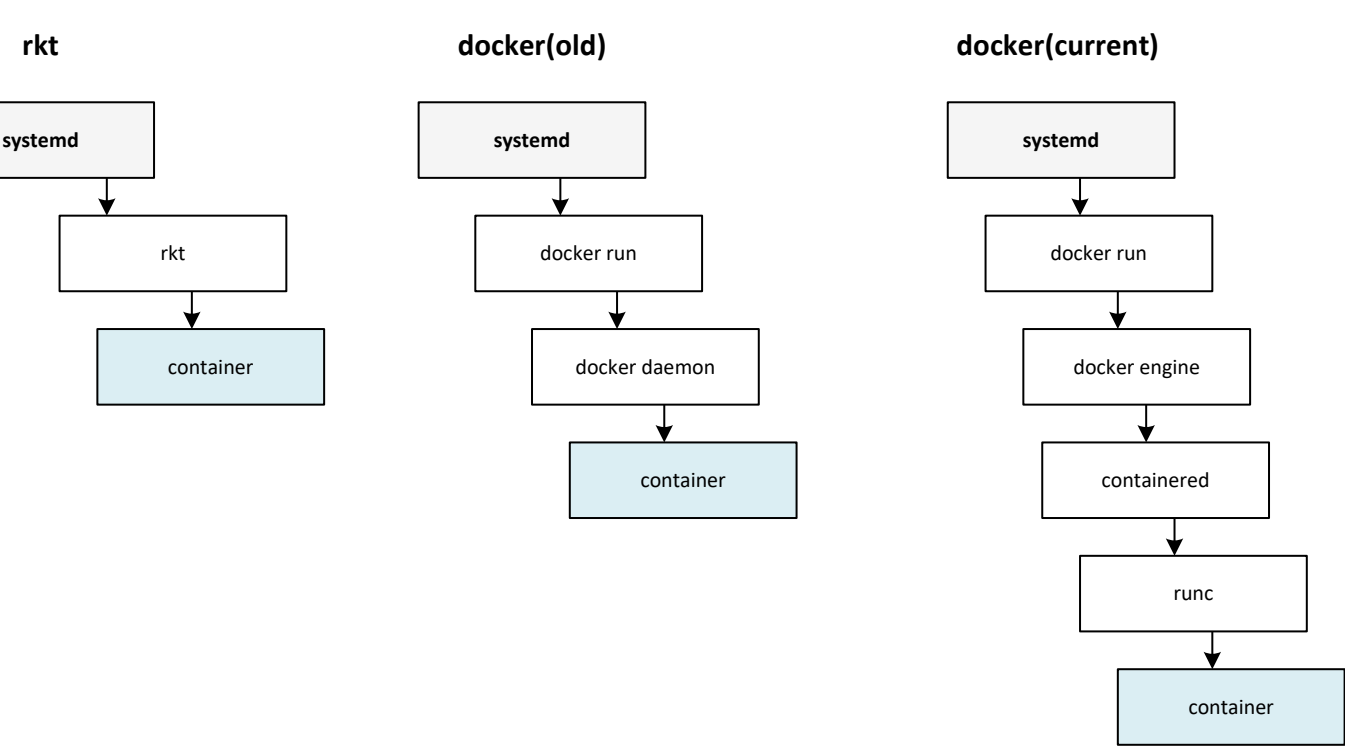 rkt
systemd
rkt
container
docker(old)
systemd
docker run
docker daemon
container
docker(current)
systemd
docker run
docker engine
containered
runc
container